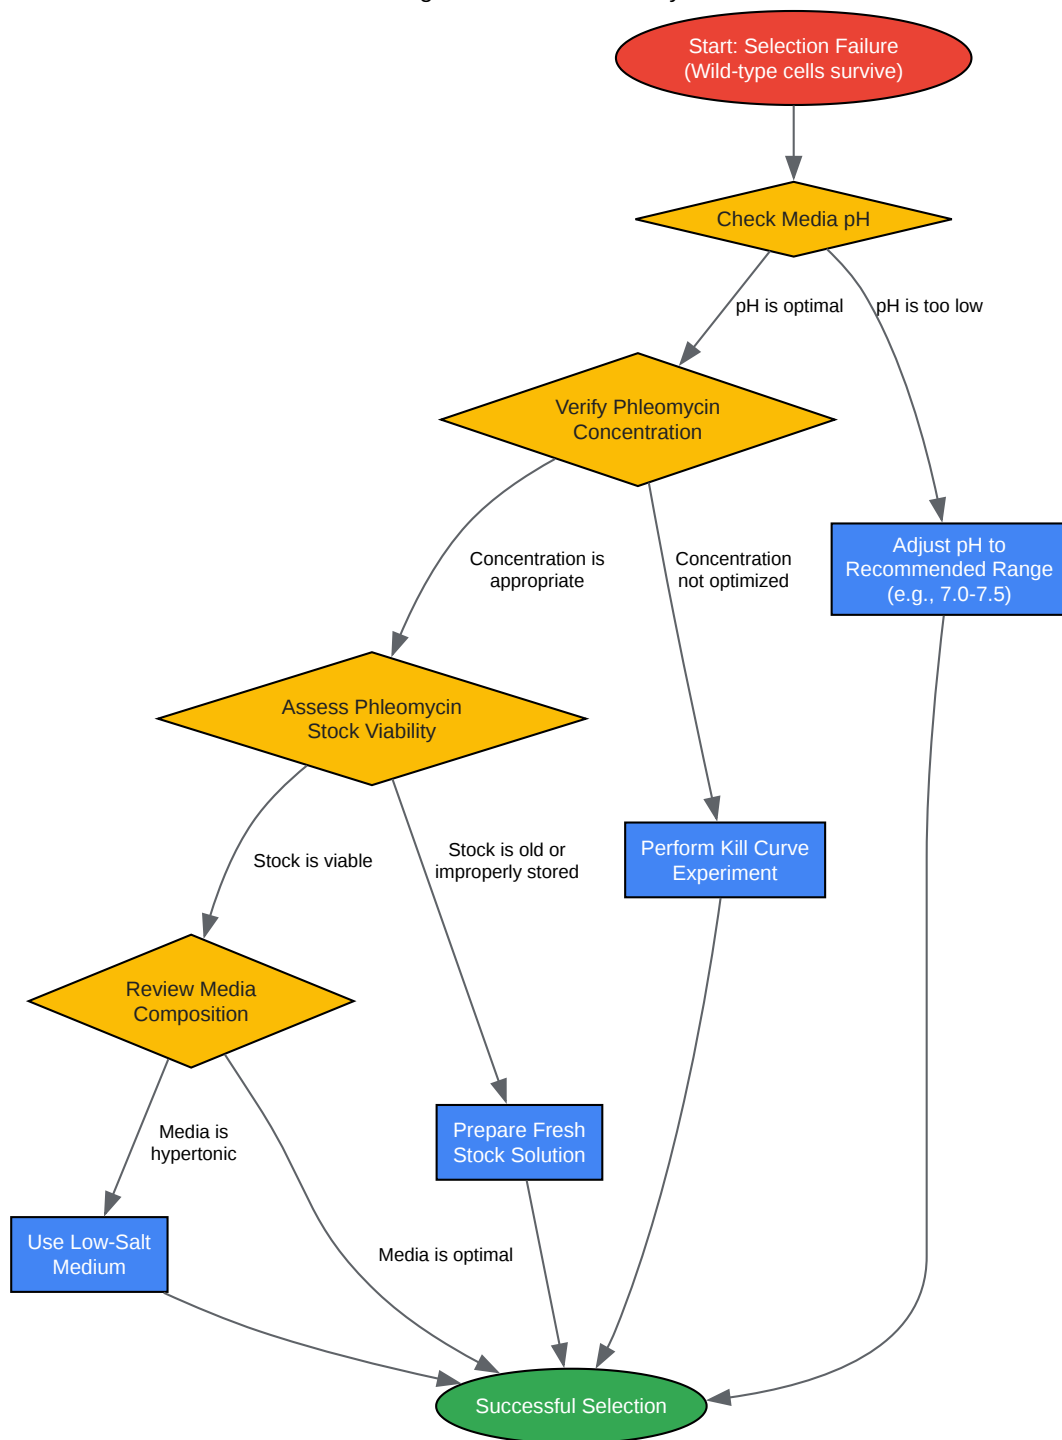 Start: Selection Failure
(Wild-type cells survive)
Check Media pH
pH is optimal
pH is too low
Verify Phleomycin
Concentration
Concentration is
appropriate
Concentration
not optimized
Adjust pH to
Recommended Range
(e.g., 7.0-7.5)
Assess Phleomycin
Stock Viability
Stock is viable
Stock is old or
improperly stored
Perform Kill Curve
Experiment
Review Media
Composition
Media is
hypertonic
Prepare Fresh
Stock Solution
Use Low-Salt
Medium
Media is optimal
Successful Selection